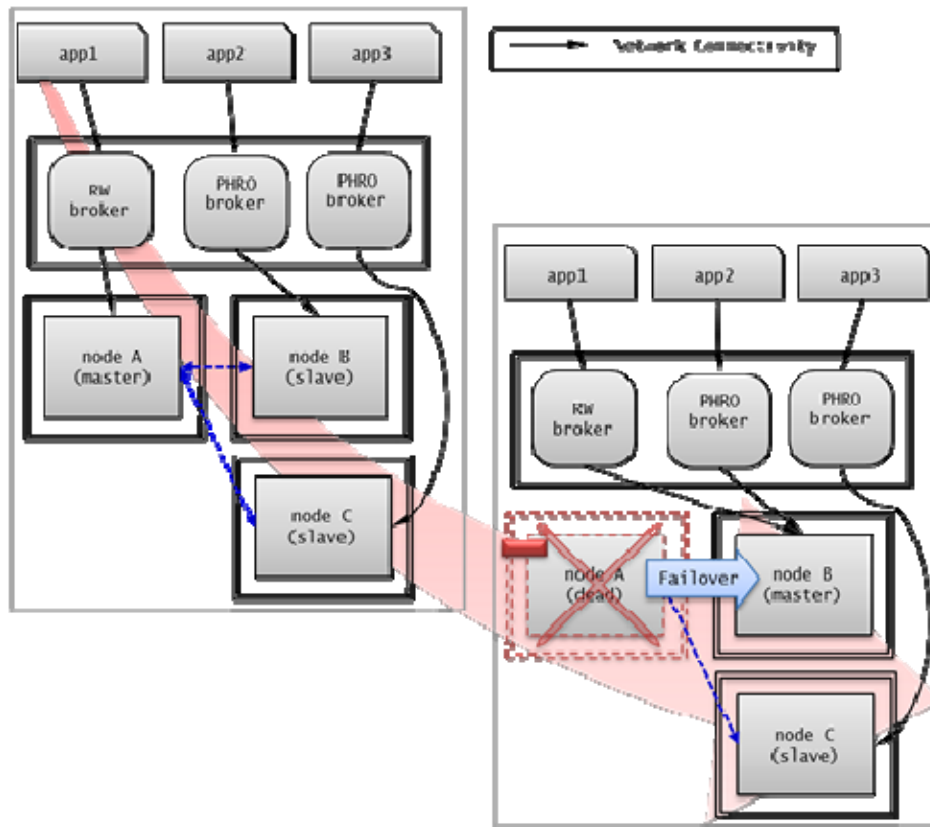 app1
app2
app3
Network Connectivity
RW
broker
PHRO
broker
PHRO
broker
node A
(master)
node B
(slave)
node C
(slave)
app1
app2
app3
RW
broker
PHRO
broker
PHRO
broker
node A
(dead)
Failover
node B
(master)
node C
(slave)